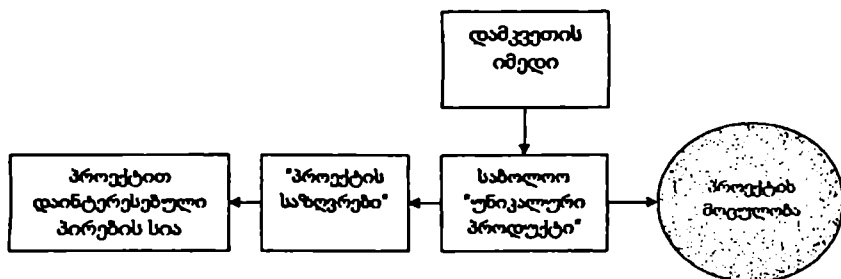 დამკვეთის
იმედი
პროექტით
დაინტერესებული
პირების სია
"პროექტის
საზღვრები"
საბოლოო
"უნიკალური
პროდუქტი"
პროექტის
მოცულობა